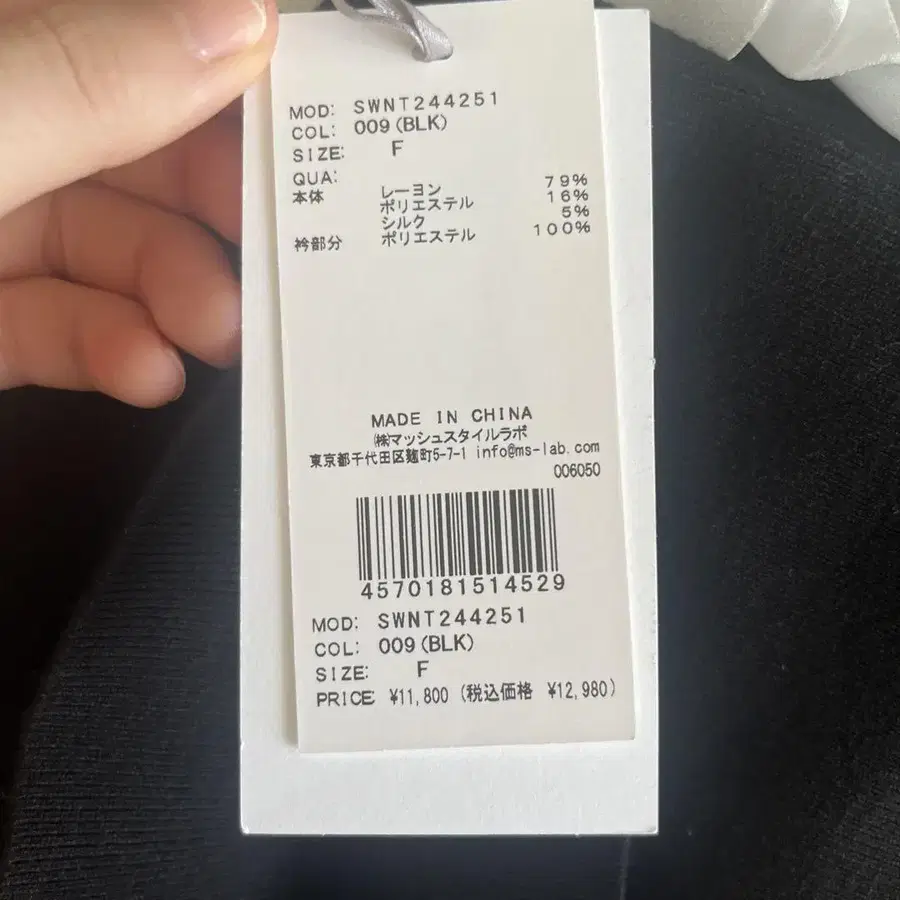 MOD: SWNT244251
COL: 009(BLK)
SIZE: F
QUA:
本体 レーヨン 79%
ポリエステル 16%
シルク 5%
衿部分 ポリエステル 100%
MADE IN CHINA
㈱マッシュスタイルラボ
東京都千代田区麹町5-7-1 info@ms-lab.com
006050
4570181514529
MOD: SWNT244251
COL: 009(BLK)
SIZE: F
PRICE: ¥11,800 (税込価格 ¥12,980)